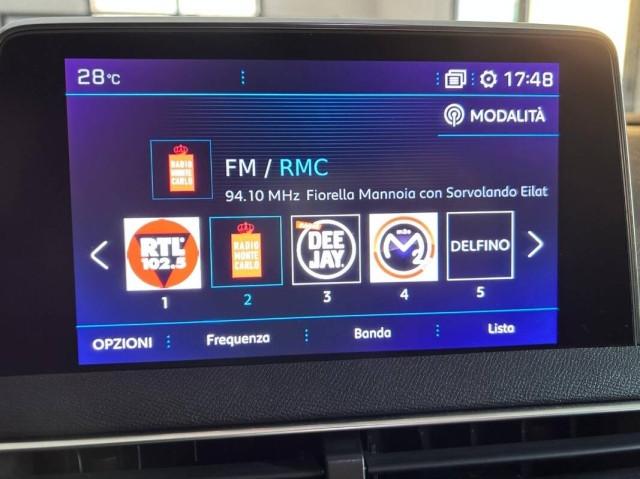 28°C
17:48
MODALITÀ
RADIO
MONTE
CARLO
FM / RMC
94.10 MHz Fiorella Mannoia con Sorvolando Eilat
RTL
102.5
RADIO
MONTE
CARLO
DEE
JAY.
DELFINO
1
2
3
4
5
OPZIONI
Frequenza
Banda
Lista